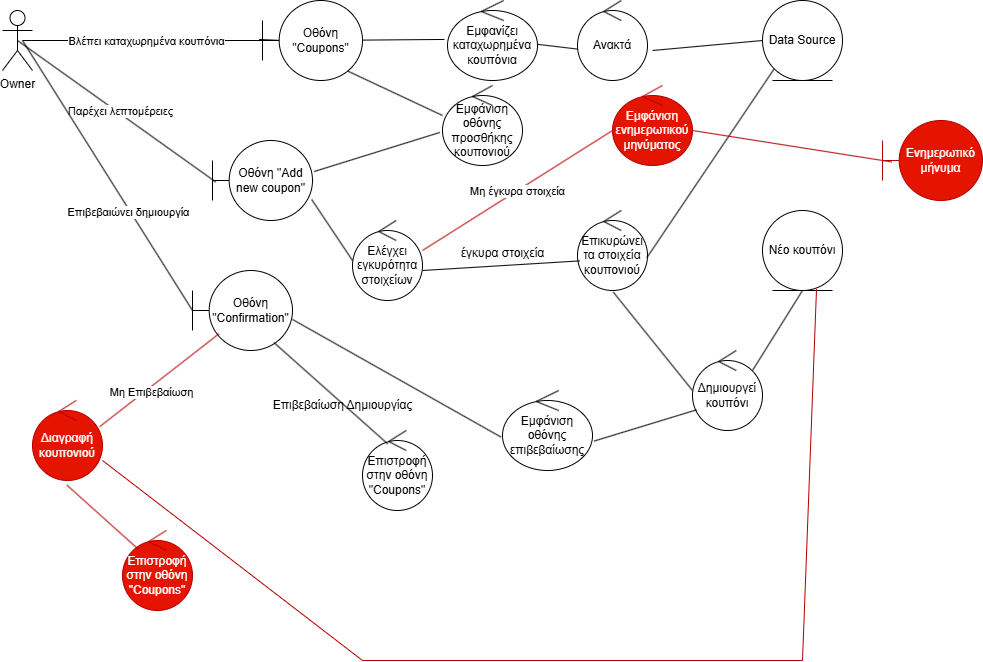 Owner
Βλέπει καταχωρημένα κουπόνια
Οθόνη
"Coupons"
Εμφανίζει
καταχωρημένα
κουπόνια
Ανακτά
Data Source
Παρέχει λεπτομέρειες
Εμφάνιση
οθόνης
προσθήκης
κουπονιού
Εμφάνιση
ενημερωτικού
μηνύματος
Ενημερωτικό
μήνυμα
Οθόνη "Add
new coupon"
Μη έγκυρα στοιχεία
Επιβεβαιώνει δημιουργία
Ελέγχει
εγκυρότητα
στοιχείων
έγκυρα στοιχεία
Επικυρώνει
τα στοιχεία
κουπονιού
Νέο κουπόνι
Οθόνη
"Confirmation"
Μη Επιβεβαίωση
Επιβεβαίωση Δημιουργίας
Δημιουργεί
κουπόνι
Εμφάνιση
οθόνης
επιβεβαίωσης
Διαγραφή
κουπονιού
Επιστροφή
στην οθόνη
"Coupons"
Επιστροφή
στην οθόνη
"Coupons"